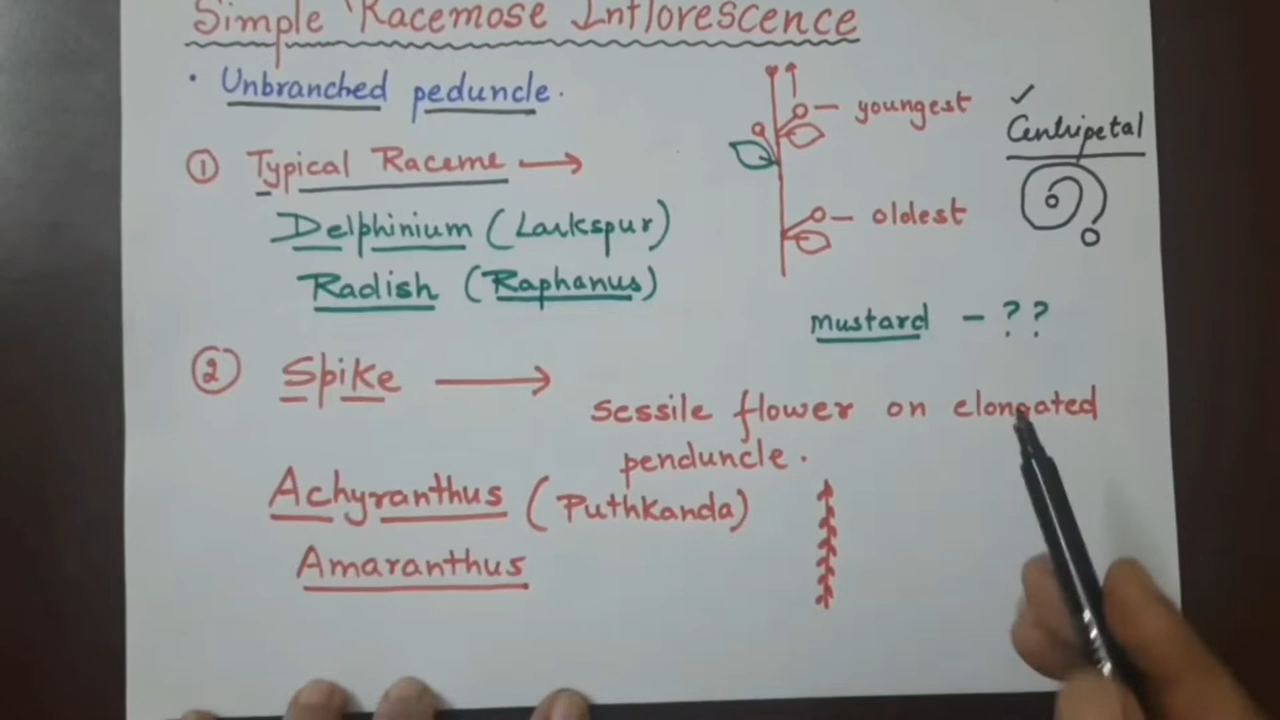 Simple Racemose Inflorescence
· Unbranched peduncle.
① Typical Raceme →
Delphinium (Larkspur)
Radish (Raphanus)
youngest
oldest
✓
Centripetal
mustard - ??
② Spike →
sessile flower on elongated
penduncle.
Achyranthus (Puthkanda)
Amaranthus